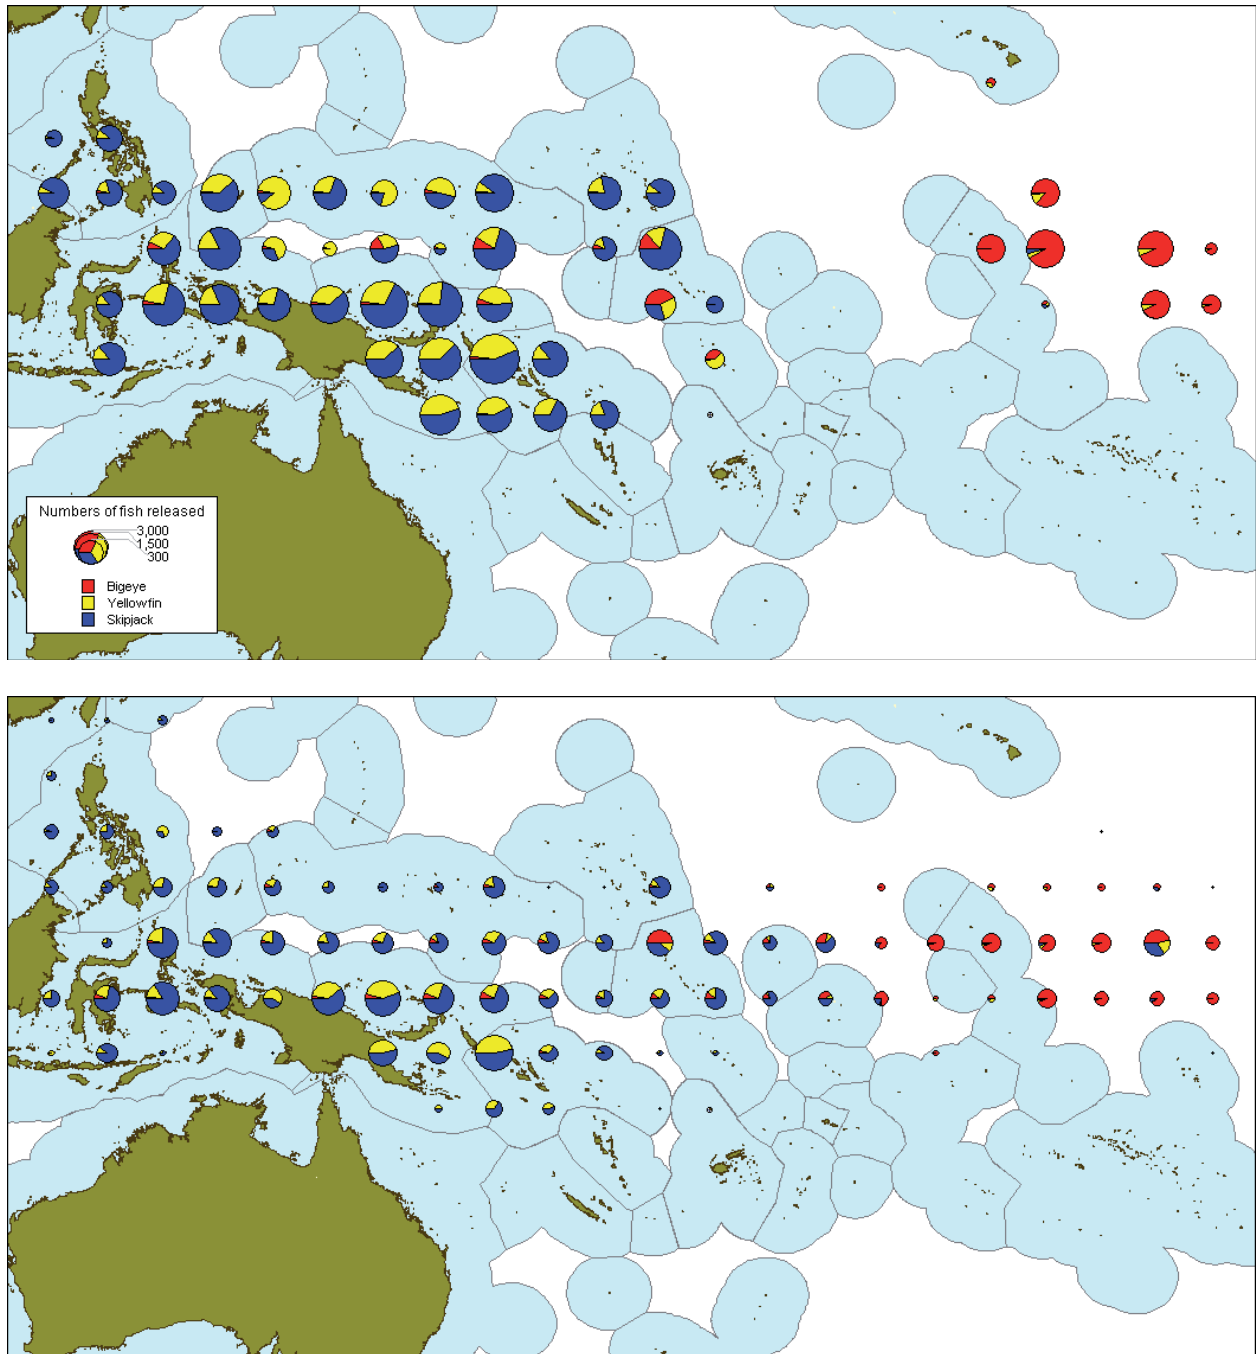 Numbers of fish released
3,000
1,500
300
Bigeye
Yellowfin
Skipjack